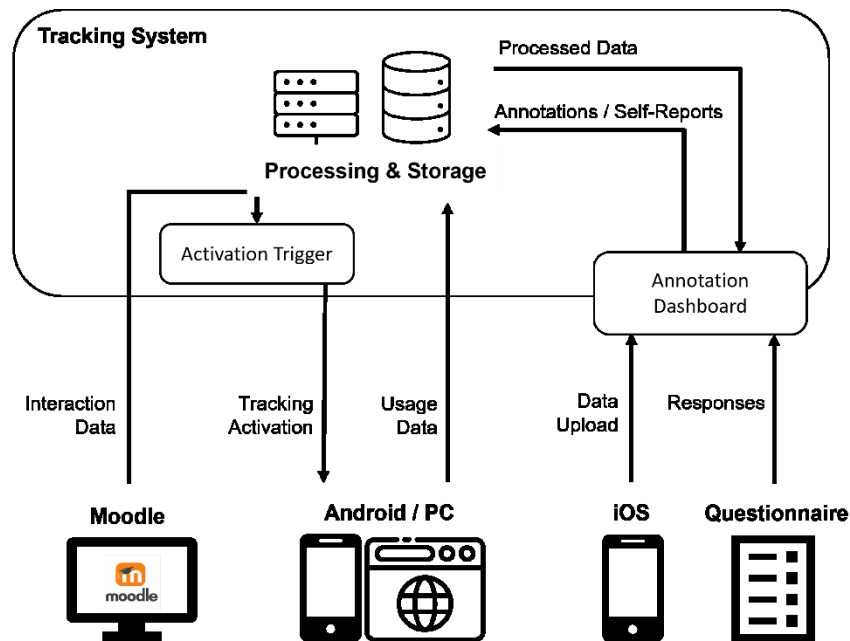 Tracking System
Processed Data
Annotations / Self-Reports
Processing & Storage
Activation Trigger
Annotation
Dashboard
Interaction
Data
Tracking
Activation
Usage
Data
Data
Upload
Responses
Moodle
Android / PC
iOS
Questionnaire
m
moodle